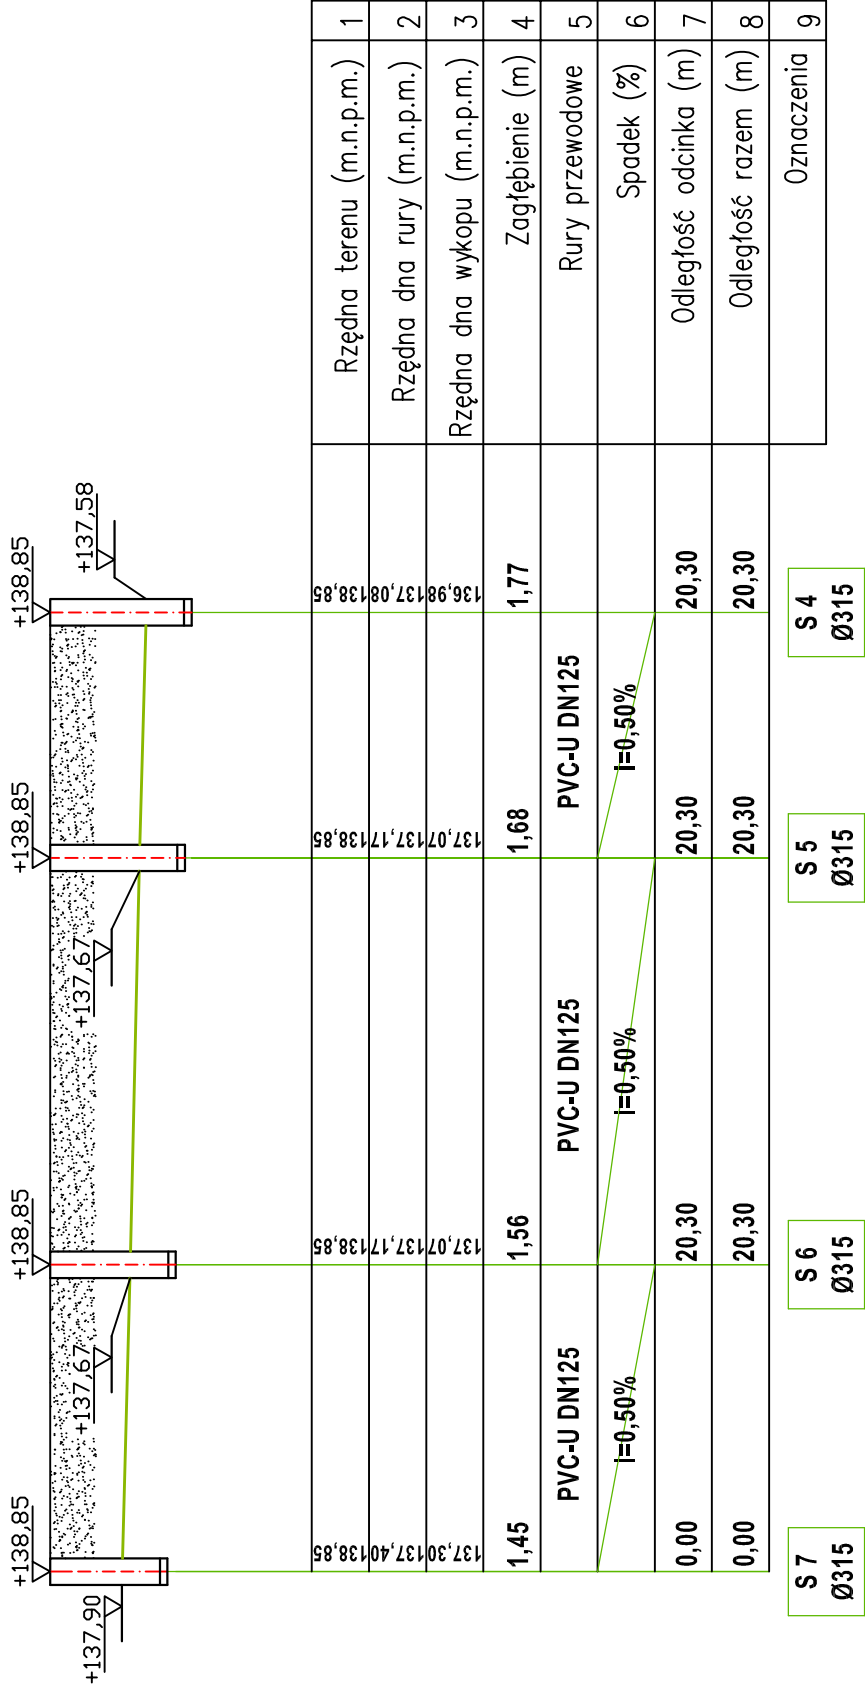 +138,85
+138,85
+138,85
+138,85
+137,90
+137,67
+137,67
+137,58
138,85
138,85
138,85
138,85
Rzędna terenu (m.n.p.m.)
1
137,40
137,17
137,17
137,08
Rzędna dna rury (m.n.p.m.)
2
137,30
137,07
137,07
136,98
Rzędna dna wykopu (m.n.p.m.)
3
1,45
1,56
1,68
1,77
Zagłębienie (m)
4
PVC-U DN125
PVC-U DN125
PVC-U DN125
Rury przewodowe
5
i=0,50%
i=0,50%
i=0,50%
Spadek (%)
6
0,00
20,30
20,30
20,30
Odległość odcinka (m)
7
0,00
20,30
20,30
20,30
Odległość razem (m)
8
Oznaczenia
9
S 7
Ø315
S 6
Ø315
S 5
Ø315
S 4
Ø315